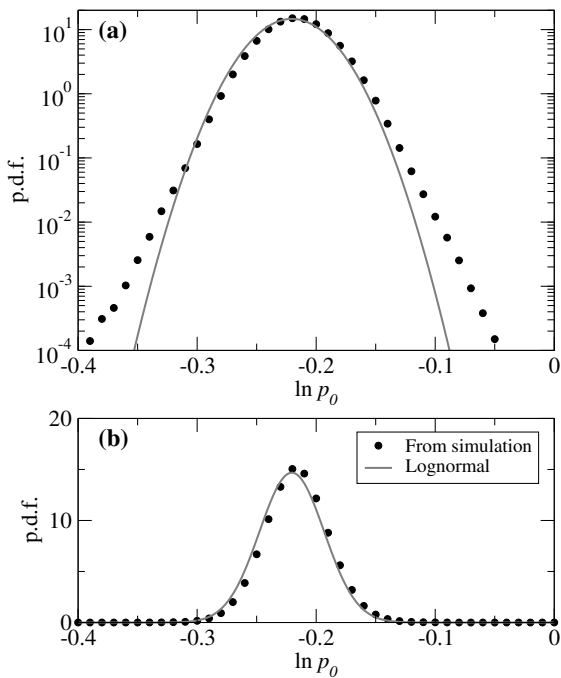 (a)
10^1
10^0
10^-1
10^-2
10^-3
10^-4
p.d.f.
-0.4 -0.3 -0.2 -0.1 0
ln p_0
(b)
20
10
0
p.d.f.
From simulation
Lognormal
-0.4 -0.3 -0.2 -0.1 0
ln p_0